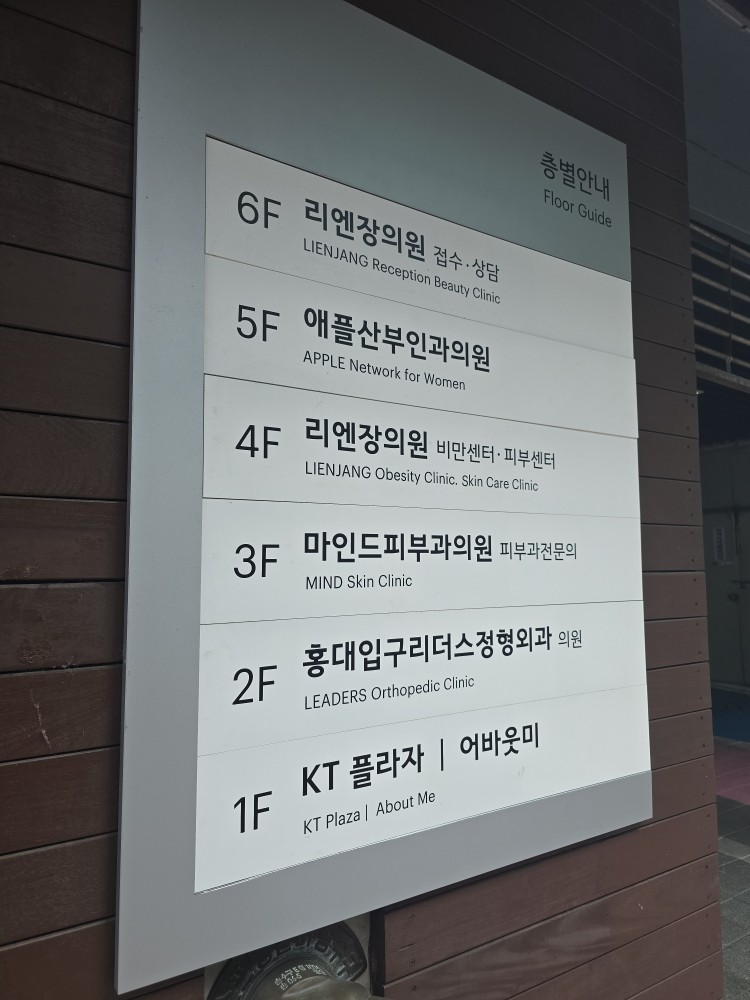 층별안내
Floor Guide
6F 리엔장의원 접수·상담
LIENJANG Reception Beauty Clinic
5F 애플산부인과의원
APPLE Network for Women
4F 리엔장의원 비만센터·피부센터
LIENJANG Obesity Clinic. Skin Care Clinic
3F 마인드피부과의원 피부과전문의
MIND Skin Clinic
2F 홍대입구리더스정형외과 의원
LEADERS Orthopedic Clinic
1F KT 플라자 | 어바웃미
KT Plaza | About Me